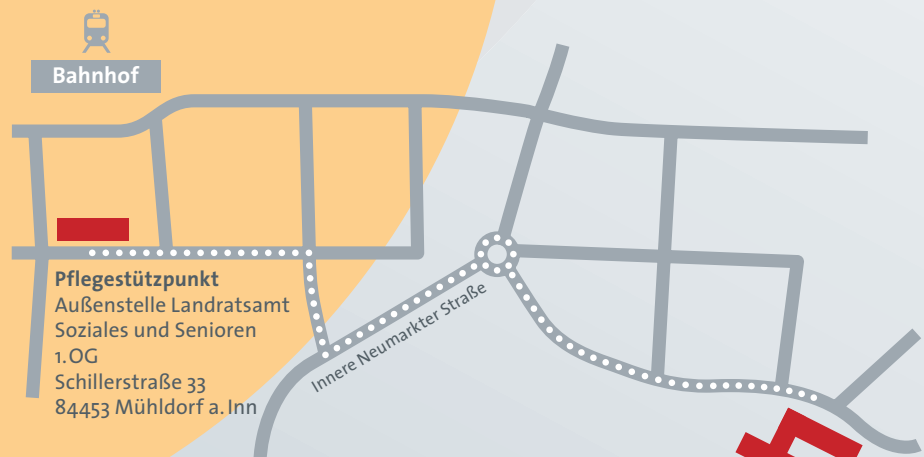 Bahnhof
Pflegestützpunkt
Außenstelle Landratsamt
Soziales und Senioren
1.OG
Schillerstraße 33
84453 Mühldorf a. Inn
Innere Neumarkter Straße